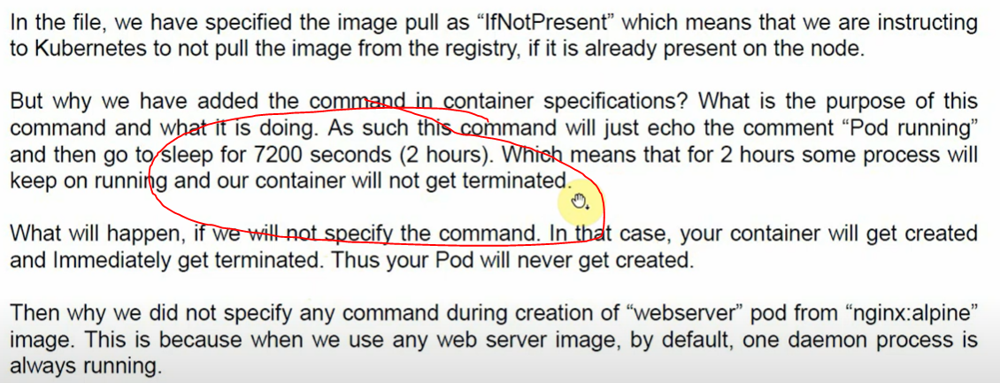 In the file, we have specified the image pull as “IfNotPresent” which means that we are instructing
to Kubernetes to not pull the image from the registry, if it is already present on the node.
But why we have added the command in container specifications? What is the purpose of this
command and what it is doing. As such this command will just echo the comment “Pod running”
and then go to sleep for 7200 seconds (2 hours). Which means that for 2 hours some process will
keep on running and our container will not get terminated.
What will happen, if we will not specify the command. In that case, your container will get created
and Immediately get terminated. Thus your Pod will never get created.
Then why we did not specify any command during creation of “webserver” pod from “nginx:alpine”
image. This is because when we use any web server image, by default, one daemon process is
always running.